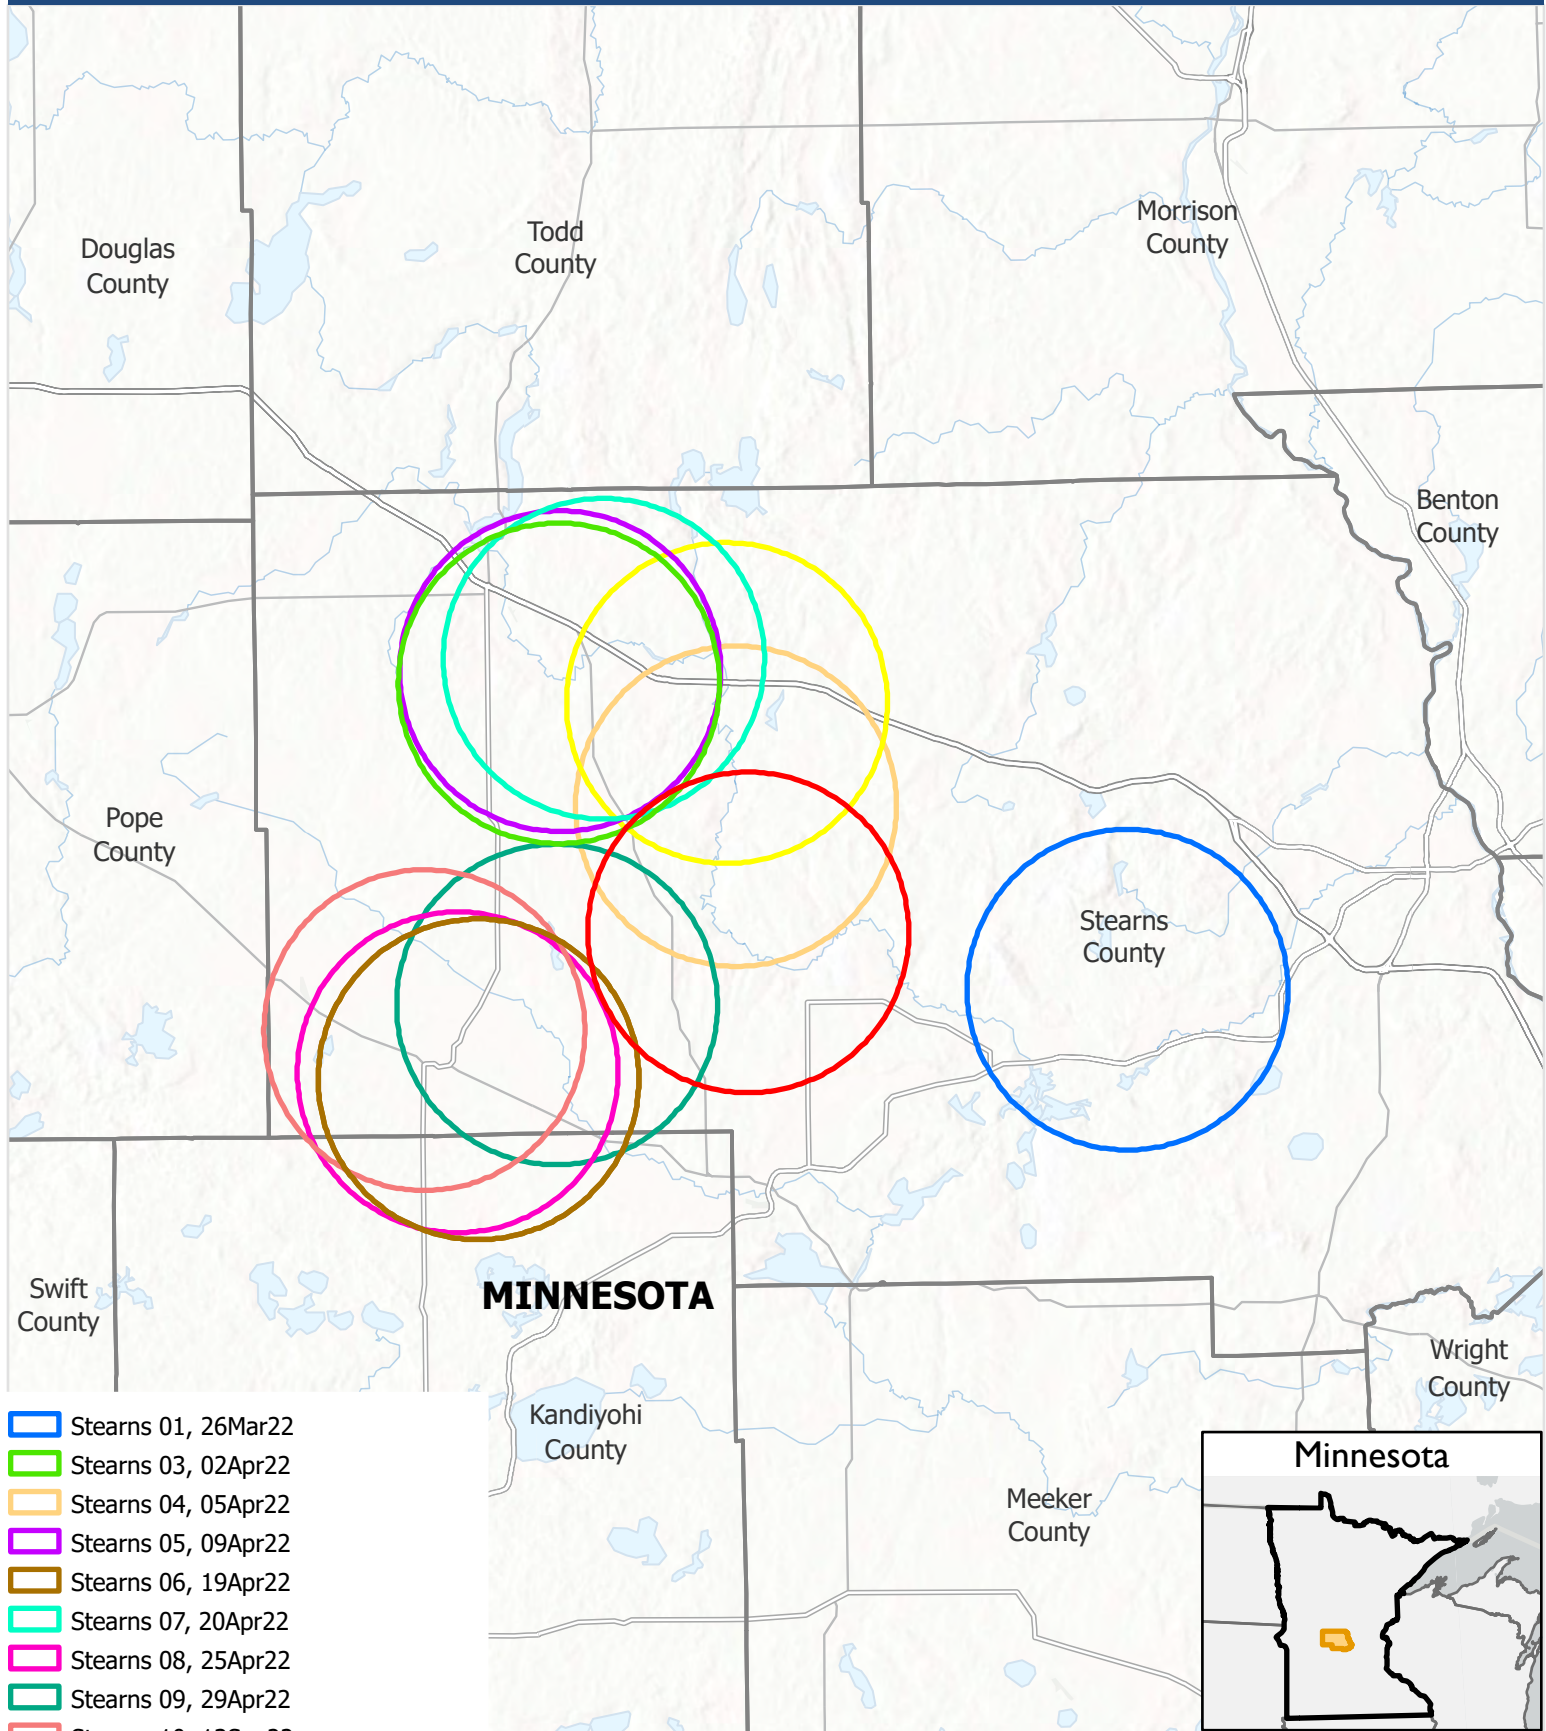 Douglas
County
Todd
County
Morrison
County
Benton
County
Pope
County
Stearns
County
Swift
County
MINNESOTA
Wright
County
Kandiyohi
County
Meeker
County
Stearns 01, 26Mar22
Stearns 03, 02Apr22
Stearns 04, 05Apr22
Stearns 05, 09Apr22
Stearns 06, 19Apr22
Stearns 07, 20Apr22
Stearns 08, 25Apr22
Stearns 09, 29Apr22
Minnesota